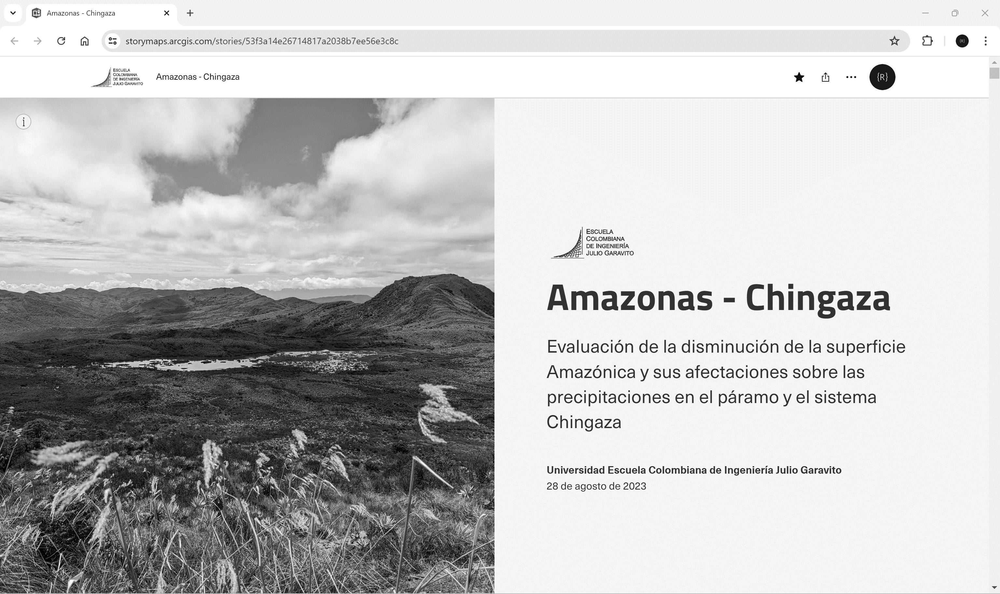 Amazonas - Chingaza
storymaps.arcgis.com/stories/53f3a14e26714817a2038b7ee56e3c8c
{R}
ESCUELA
COLOMBIANA
DE INGENIERÍA
JULIO GARAVITO
Amazonas - Chingaza
{R}
i
ESCUELA
COLOMBIANA
DE INGENIERÍA
JULIO GARAVITO
Amazonas - Chingaza
Evaluación de la disminución de la superficie
Amazónica y sus afectaciones sobre las
precipitaciones en el páramo y el sistema
Chingaza
Universidad Escuela Colombiana de Ingeniería Julio Garavito
28 de agosto de 2023